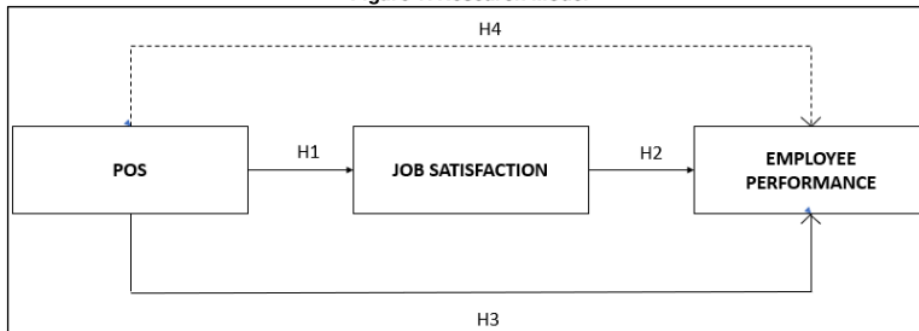 H4
POS
H1
JOB SATISFACTION
H2
EMPLOYEE
PERFORMANCE
H3